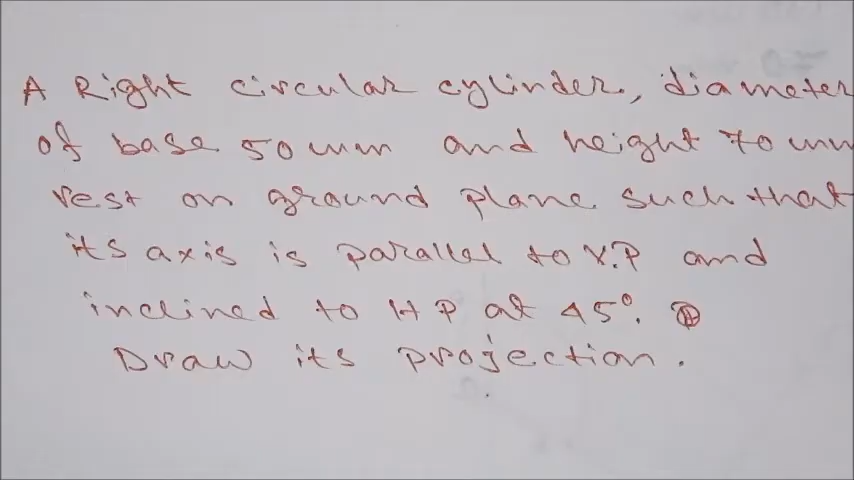 A Right circular cylinder, diameter
of base 50 mm and height 70 mm
rest on ground plane such that
its axis is parallel to V.P and
inclined to HP at 45°.
Draw its projection.